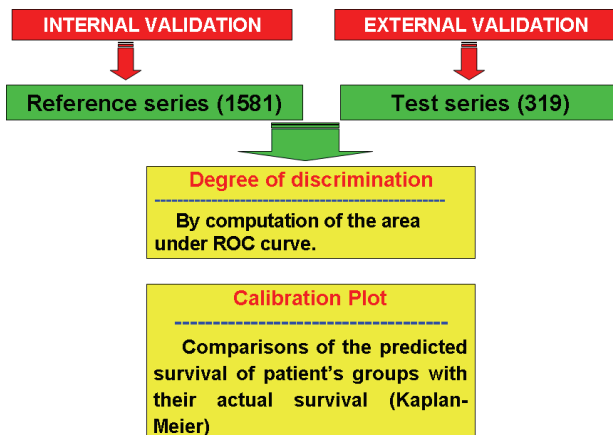 INTERNAL VALIDATION
EXTERNAL VALIDATION
Reference series (1581)
Test series (319)
Degree of discrimination
By computation of the area
under ROC curve.
Calibration Plot
Comparisons of the predicted
survival of patient's groups with
their actual survival (Kaplan-
Meier)